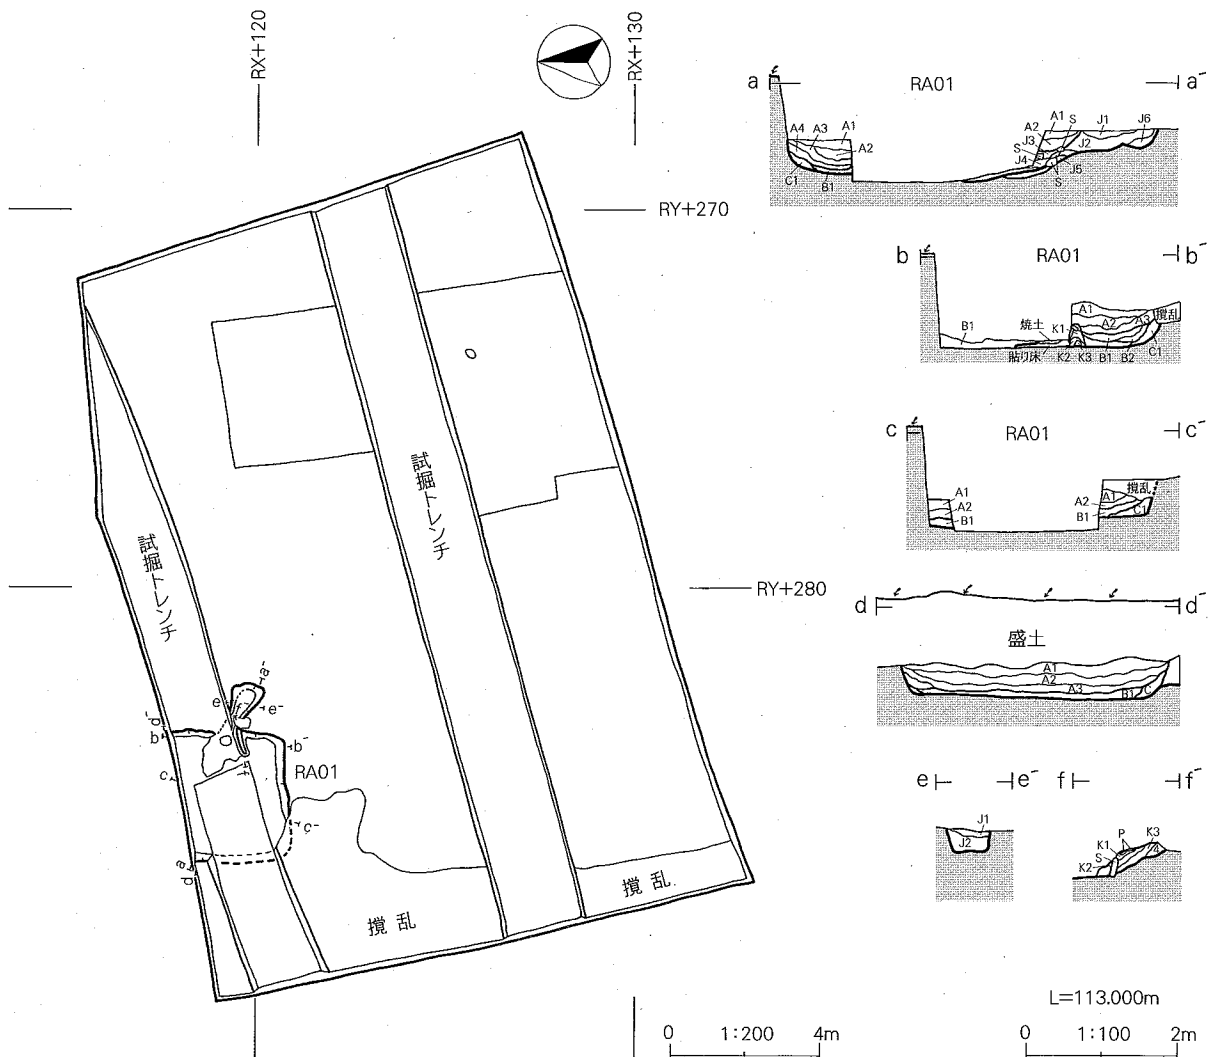 RX+120
RX+130
RY+270
RY+280
試掘トレンチ
試掘トレンチ
a-
e
e-
d-
b
b-
f
c
RA01
c-
a
d
撹乱
撹乱
a
RA01
a-
A4
A3
A1
A2
C1
B1
A1
S
J1
J6
A2
J3
J2
S
J4
J5
S
b
RA01
b-
B1
焼土
K1
A1
A2
A3
撹乱
貼り床
K2
K3
B1
B2
C1
c
RA01
c-
A1
A2
B1
撹乱
A1
A2
B1
C1
d
d-
盛土
A1
A2
A3
B1
C
e
e-
J1
J2
f
f-
P
K3
K1
S
K2
L=113.000m
0 1:200 4m
0 1:100 2m